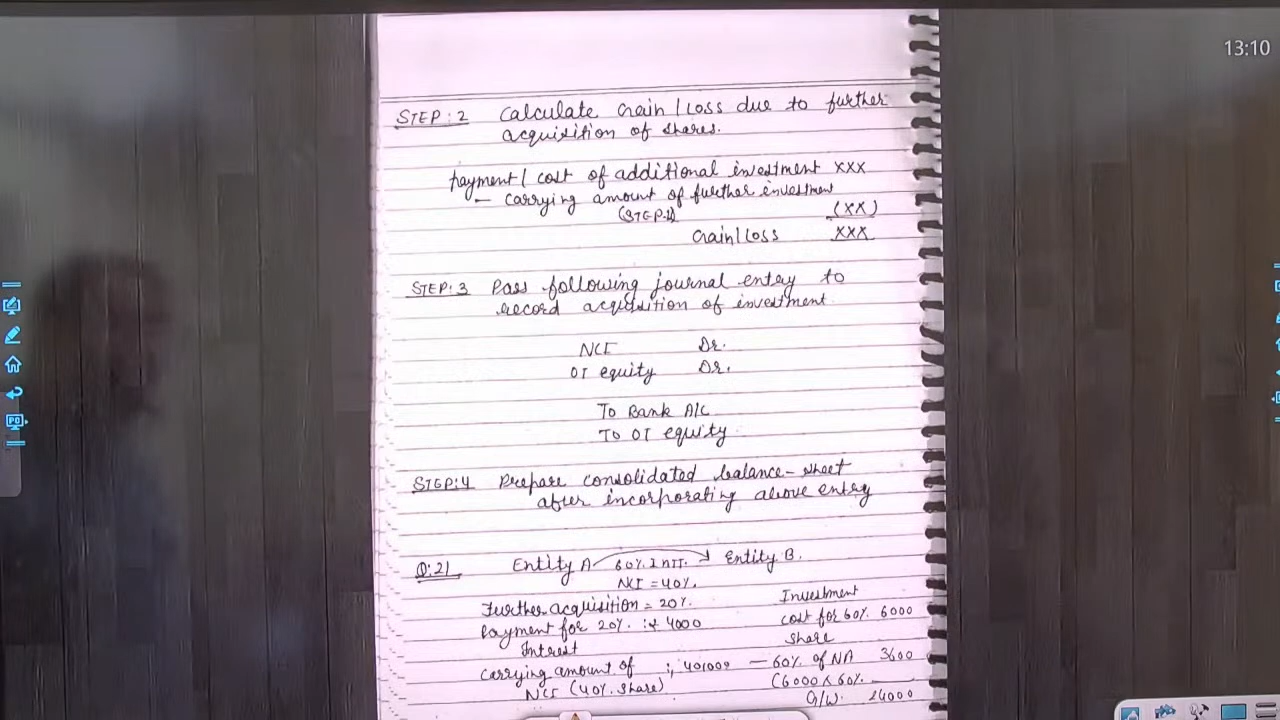 13:10
STEP:2 Calculate Gain/Loss due to further
acquisition of shares.
Payment/cost of additional investment xxx
— carrying amount of further investment
(STEP:1) (xx)
Gain/Loss xxx
STEP:3 Pass following journal entry to
record acquisition of investment.
NCI Dr.
OT equity Dr.
To Bank A/C
To OT equity
STEP:4 Prepare consolidated balance-sheet
after incorporating above entry
Q:21 Entity A 60% INTT. Entity B.
NCI = 40%.
Further acquisition = 20%.
Investment
Payment for 20% : ₹ 4000
cost for 60% 6000
Interest
share
carrying amount of : 40,000
— 60% of NA 3600
NCI (40% share)
(6000 x 60%
G/W. 24000